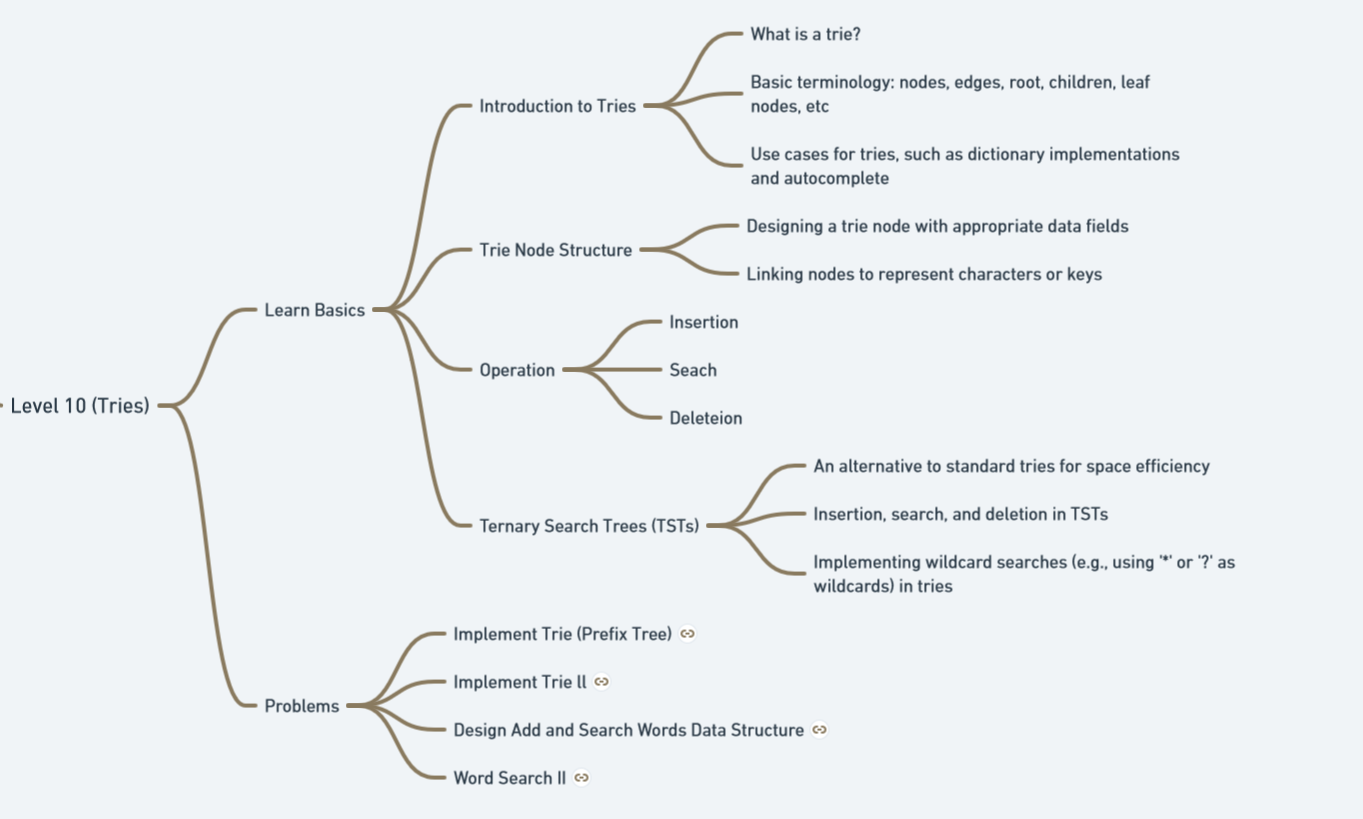 What is a trie?
Basic terminology: nodes, edges, root, children, leaf
nodes, etc
Introduction to Tries
Use cases for tries, such as dictionary implementations
and autocomplete
Designing a trie node with appropriate data fields
Trie Node Structure
Linking nodes to represent characters or keys
Learn Basics
Insertion
Operation
Seach
Level 10 (Tries)
Deleteion
An alternative to standard tries for space efficiency
Insertion, search, and deletion in TSTs
Ternary Search Trees (TSTs)
Implementing wildcard searches (e.g., using '*' or '?' as
wildcards) in tries
Implement Trie (Prefix Tree)
Implement Trie ll
Problems
Design Add and Search Words Data Structure
Word Search II